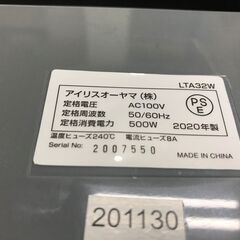 LTA32W
アイリスオーヤマ(株)
定格電圧 AC100V
定格周波数 50/60Hz
定格消費電力 500W 2020年製
PSE
温度ヒューズ240℃ 電流ヒューズ8A
Serial No: 2007550
MADE IN CHINA
201130